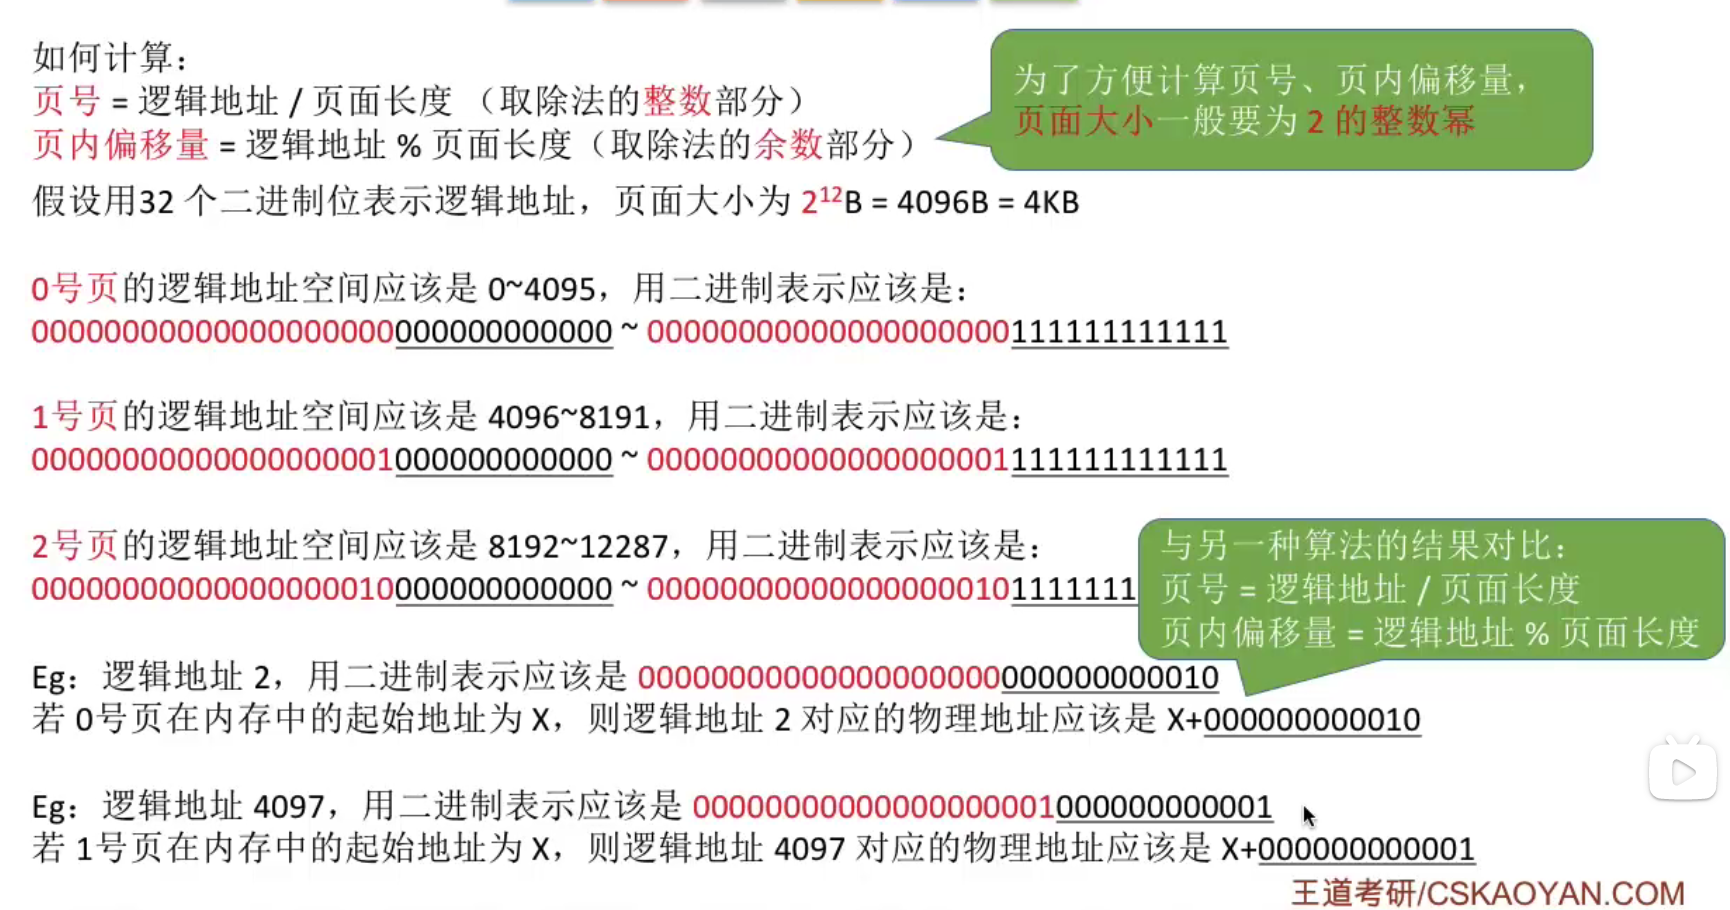 如何计算：
页号 = 逻辑地址 / 页面长度 （取除法的整数部分）
页内偏移量 = 逻辑地址 % 页面长度（取除法的余数部分）
为了方便计算页号、页内偏移量，
页面大小一般要为 2 的整数幂
假设用32 个二进制位表示逻辑地址，页面大小为 2¹²B = 4096B = 4KB
0号页的逻辑地址空间应该是 0~4095，用二进制表示应该是：
00000000000000000000000000000000 ~ 00000000000000000000111111111111
1号页的逻辑地址空间应该是 4096~8191，用二进制表示应该是：
00000000000000000001000000000000 ~ 00000000000000000001111111111111
2号页的逻辑地址空间应该是 8192~12287，用二进制表示应该是：
00000000000000000010000000000000 ~ 000000000000000000101111111
与另一种算法的结果对比：
页号 = 逻辑地址 / 页面长度
页内偏移量 = 逻辑地址 % 页面长度
Eg：逻辑地址 2，用二进制表示应该是 00000000000000000000000000000010
若 0号页在内存中的起始地址为 X，则逻辑地址 2 对应的物理地址应该是 X+000000000010
Eg：逻辑地址 4097，用二进制表示应该是 00000000000000000001000000000001
若 1号页在内存中的起始地址为 X，则逻辑地址 4097 对应的物理地址应该是 X+000000000001
王道考研/CSKAOYAN.COM